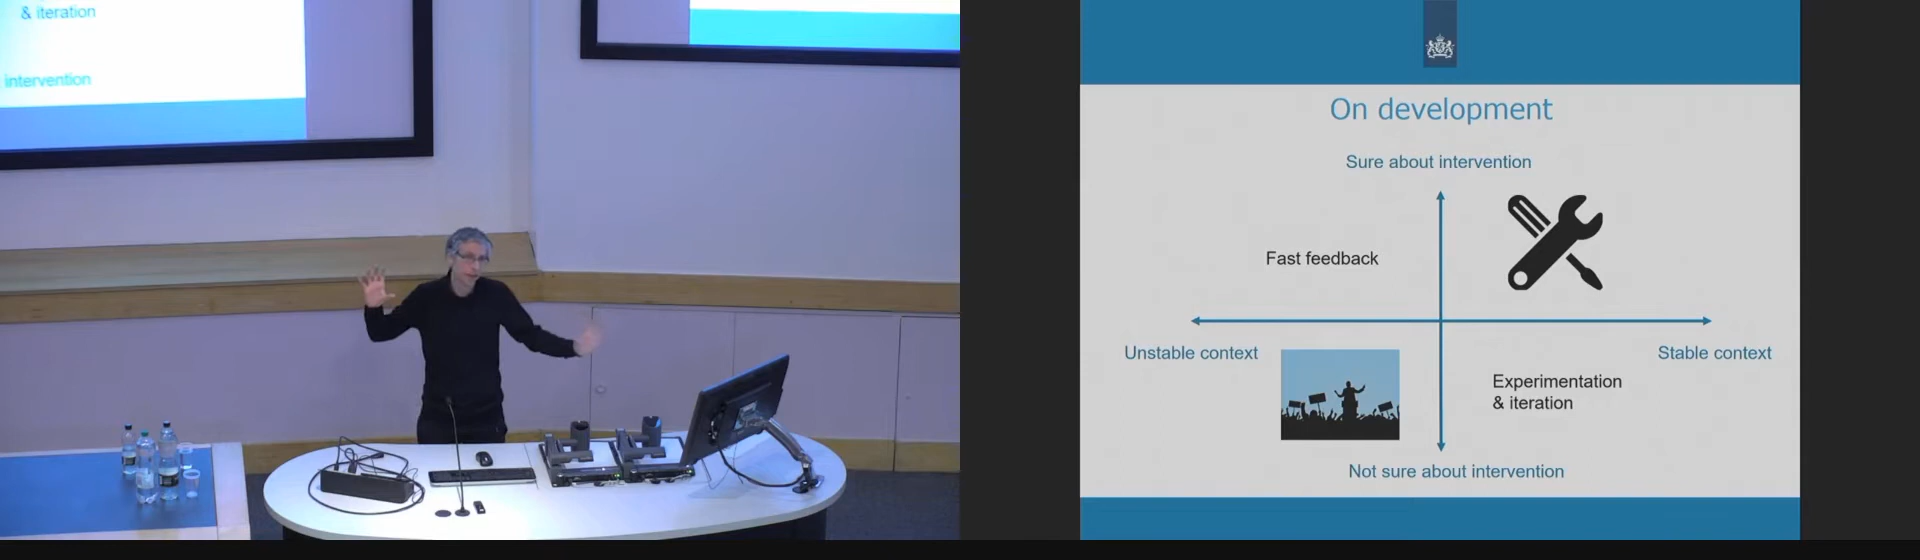 & iteration
intervention
On development
Sure about intervention
Fast feedback
Unstable context
Stable context
Experimentation
& iteration
Not sure about intervention